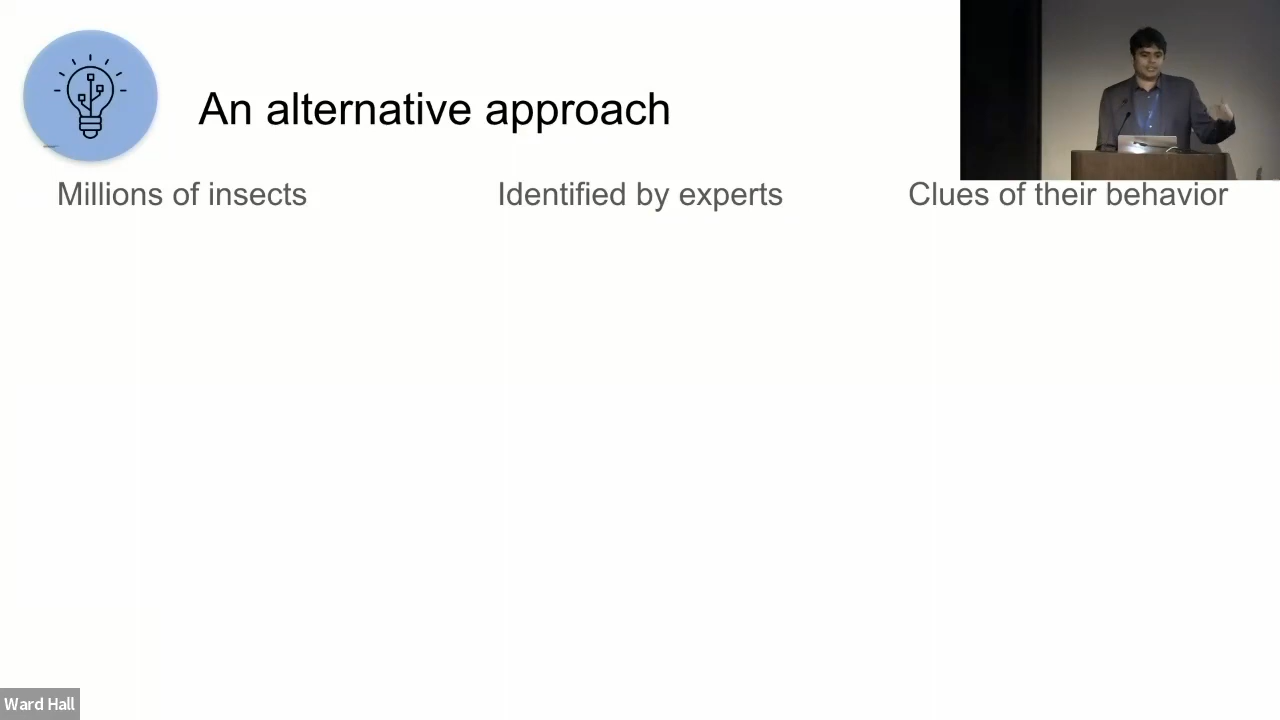 An alternative approach
Millions of insects
Identified by experts
Clues of their behavior
Ward Hall